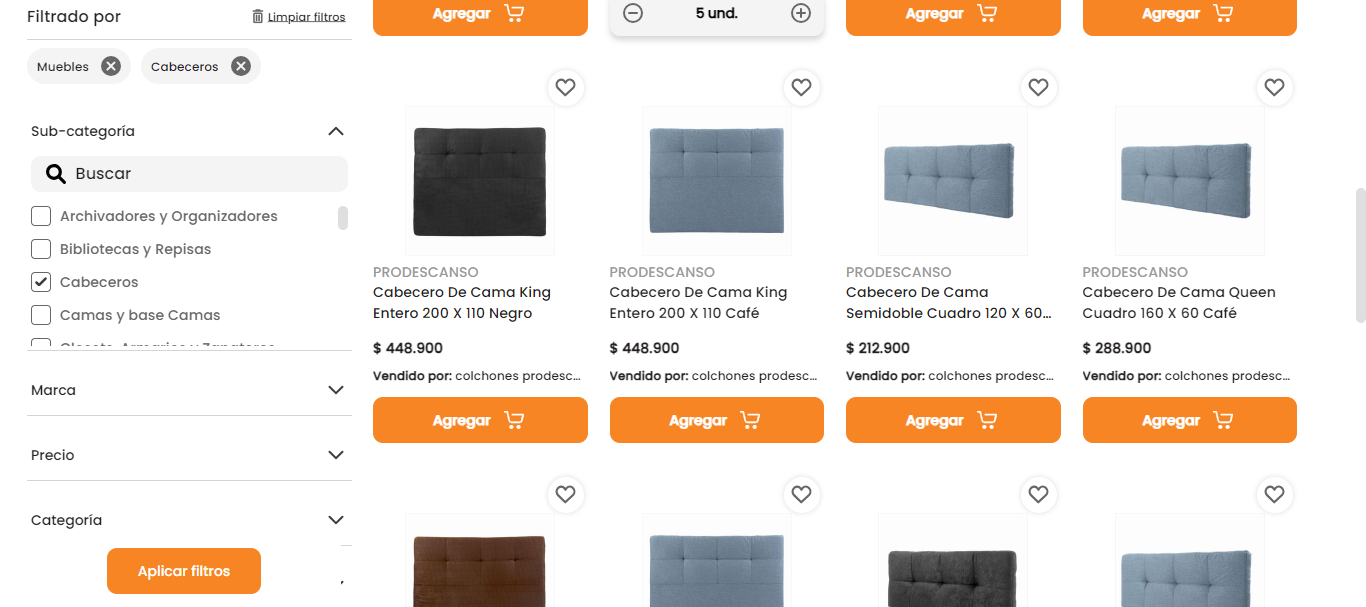 Filtrado por
Limpiar filtros
Muebles
Cabeceros
Sub-categoría
Buscar
Archivadores y Organizadores
Bibliotecas y Repisas
Cabeceros
Camas y base Camas
Closets, Armarios y Zapateros
Marca
Precio
Categoría
Aplicar filtros
Agregar
5 und.
Agregar
Agregar
PRODESCANSO
Cabecero De Cama King
Entero 200 X 110 Negro
$ 448.900
Vendido por: colchones prodesc...
Agregar
PRODESCANSO
Cabecero De Cama King
Entero 200 X 110 Café
$ 448.900
Vendido por: colchones prodesc...
Agregar
PRODESCANSO
Cabecero De Cama
Semidoble Cuadro 120 X 60...
$ 212.900
Vendido por: colchones prodesc...
Agregar
PRODESCANSO
Cabecero De Cama Queen
Cuadro 160 X 60 Café
$ 288.900
Vendido por: colchones prodesc...
Agregar